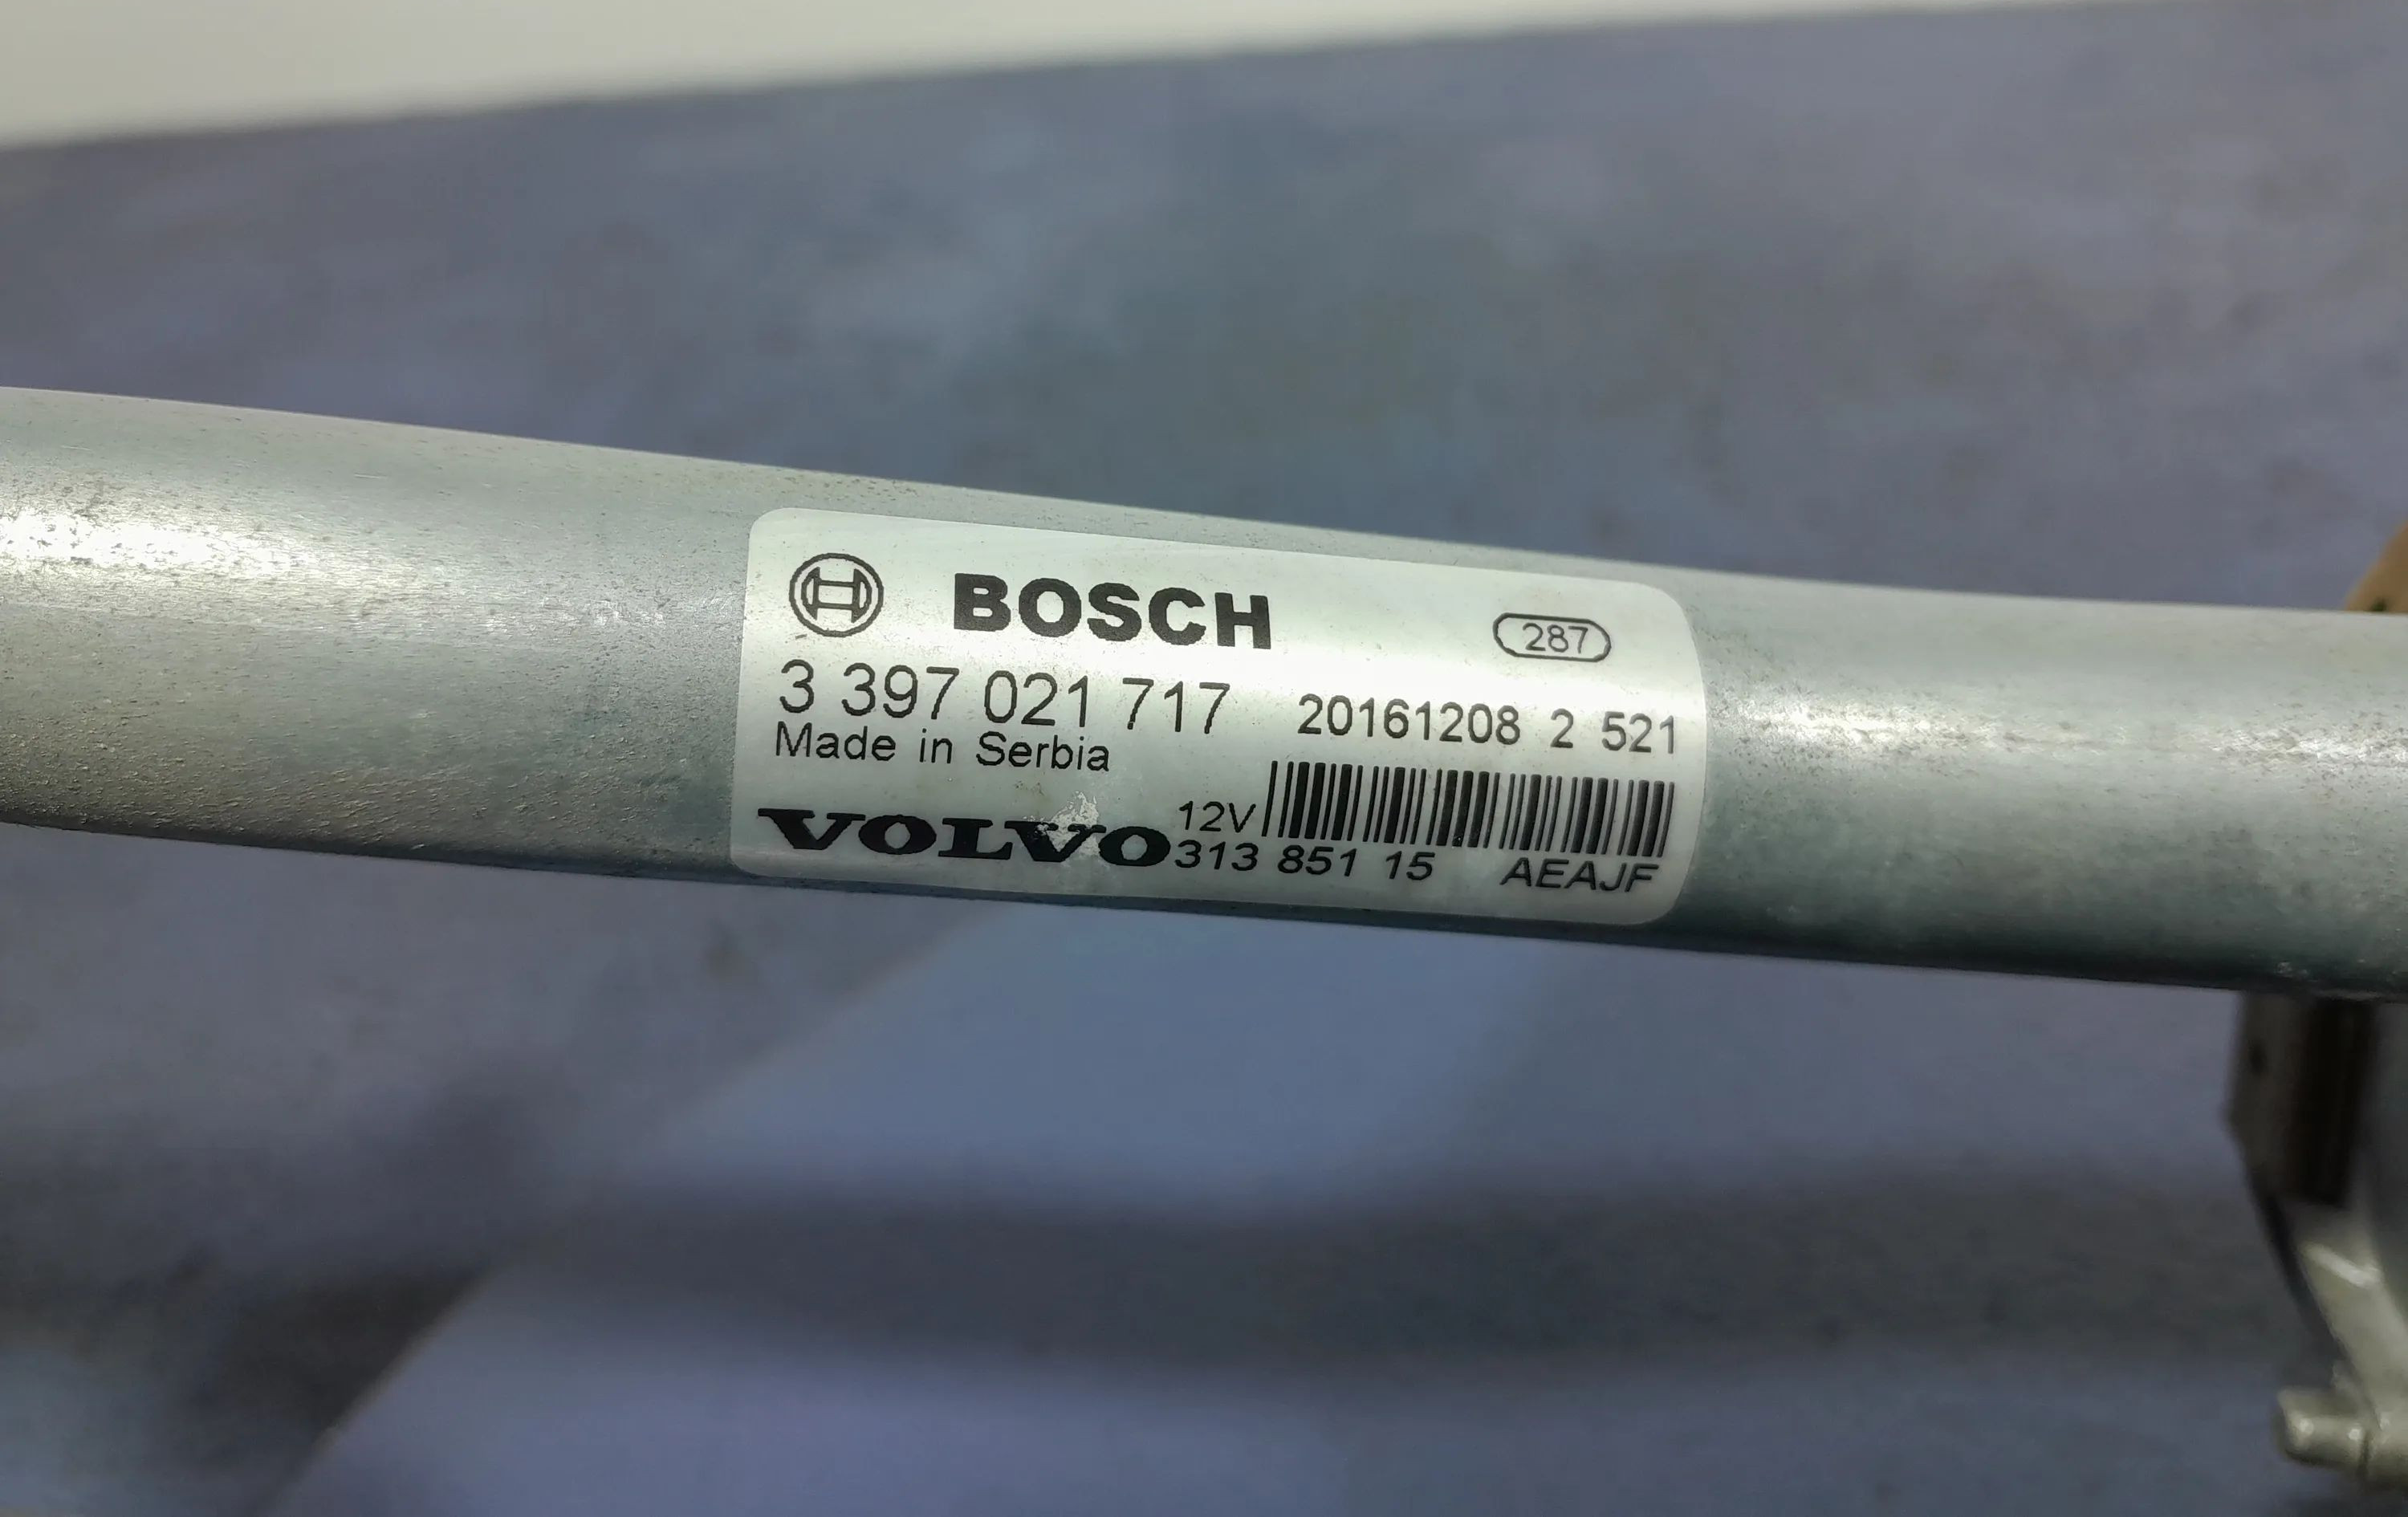 BOSCH 287
3 397 021 717 20161208 2 521
Made in Serbia
12V
VOLVO 313 851 15 AEAJF